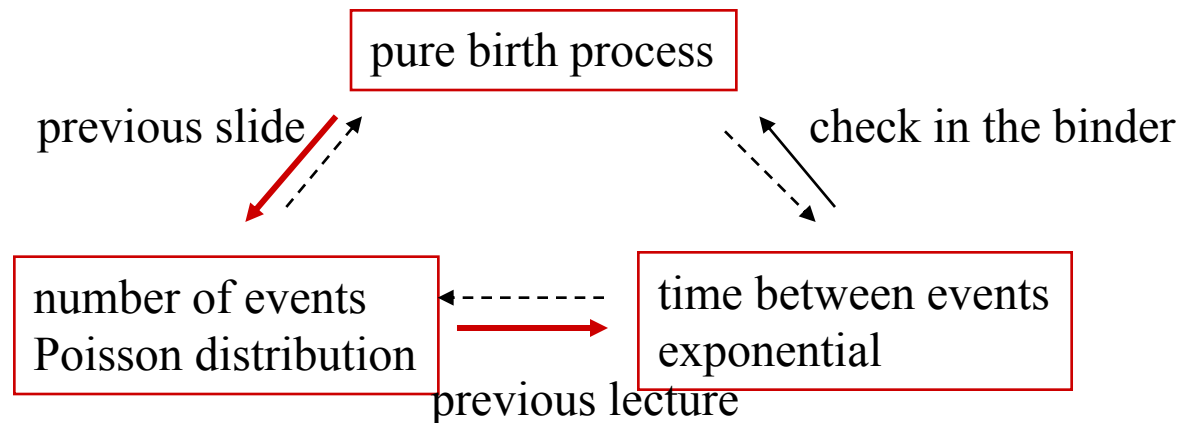 pure birth process
previous slide
check in the binder
number of events
Poisson distribution
time between events
exponential
previous lecture